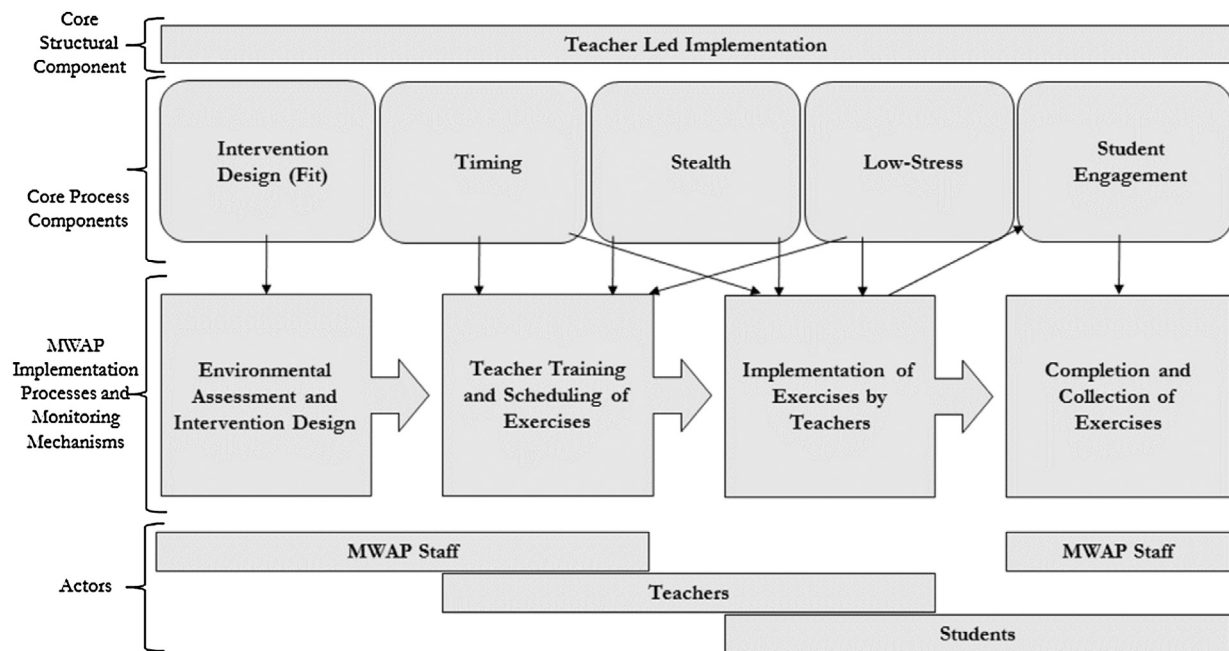 Core
Structural
Component
Teacher Led Implementation
Core Process
Components
Intervention
Design (Fit)
Timing
Stealth
Low-Stress
Student
Engagement
MWAP
Implementation
Processes and
Monitoring
Mechanisms
Environmental
Assessment and
Intervention Design
Teacher Training
and Scheduling of
Exercises
Implementation of
Exercises by
Teachers
Completion and
Collection of
Exercises
Actors
MWAP Staff
MWAP Staff
Teachers
Students